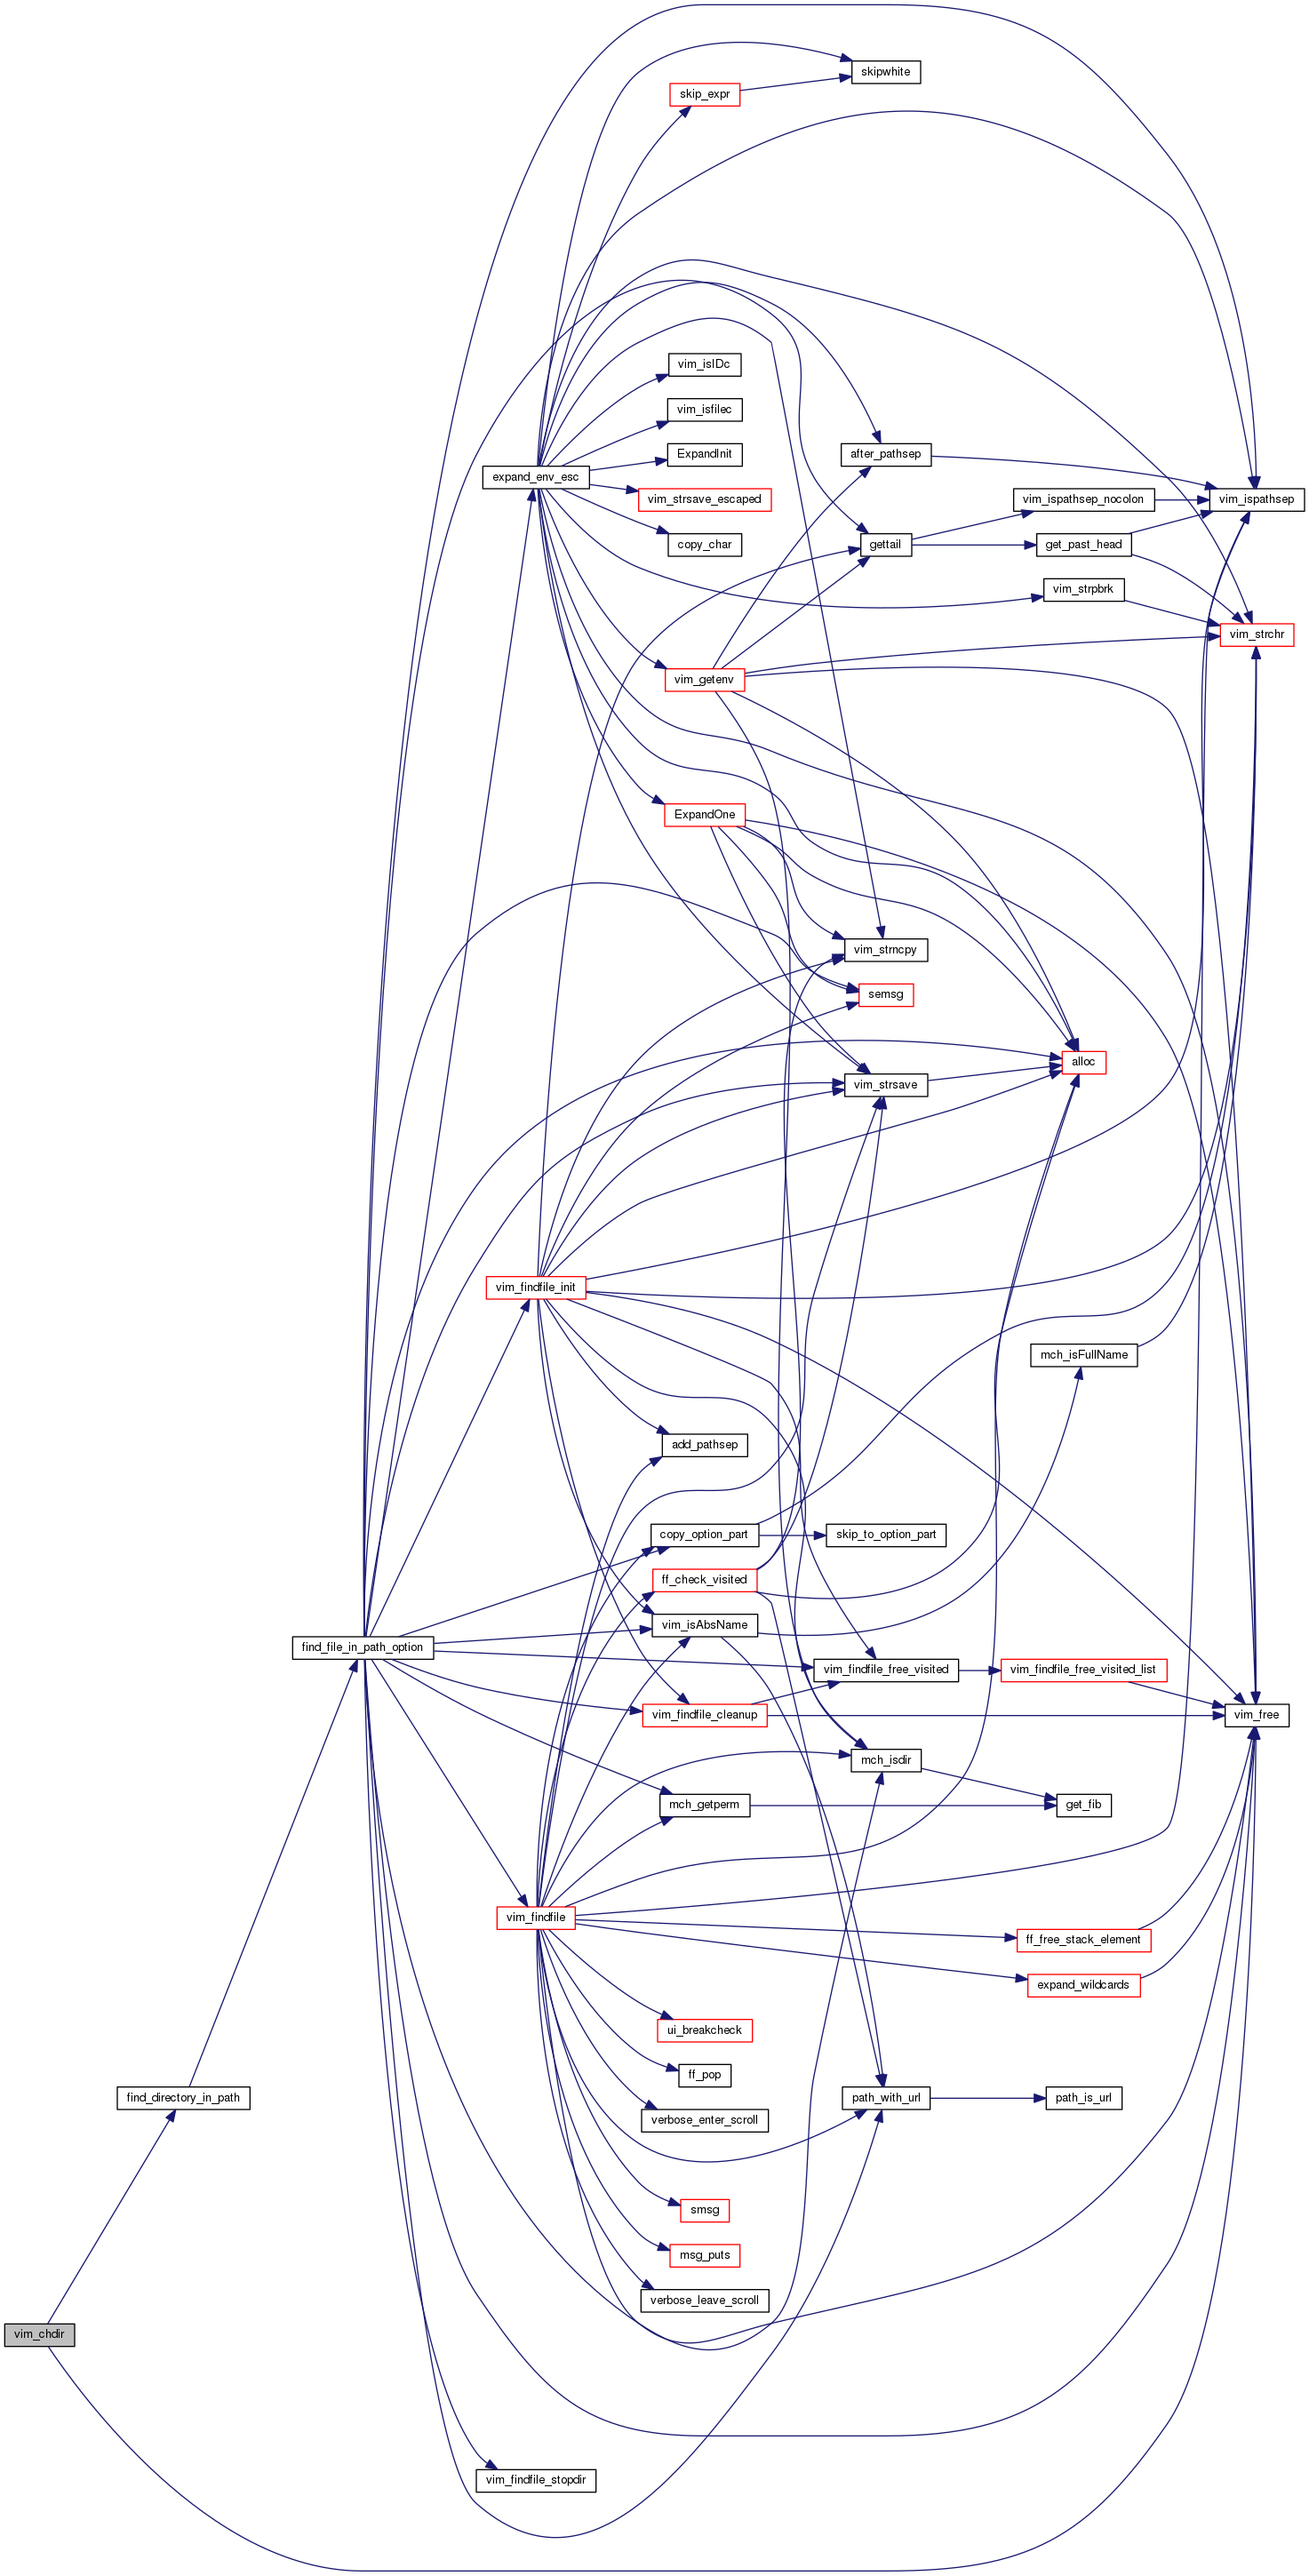 skipwhite
skip_expr
vim_isIDc
vim_isfilec
ExpandInit
after_pathsep
expand_env_esc
vim_strsave_escaped
vim_ispathsep_nocolon
vim_ispathsep
copy_char
gettail
get_past_head
vim_strpbrk
vim_strchr
vim_getenv
ExpandOne
vim_strncpy
semsg
alloc
vim_strsave
vim_findfile_init
mch_isFullName
add_pathsep
copy_option_part
skip_to_option_part
ff_check_visited
vim_isAbsName
find_file_in_path_option
vim_findfile_free_visited
vim_findfile_free_visited_list
vim_findfile_cleanup
vim_free
mch_isdir
mch_getperm
get_fib
vim_findfile
ff_free_stack_element
expand_wildcards
ui_breakcheck
ff_pop
find_directory_in_path
path_with_url
path_is_url
verbose_enter_scroll
smsg
msg_puts
verbose_leave_scroll
vim_chdir
vim_findfile_stopdir